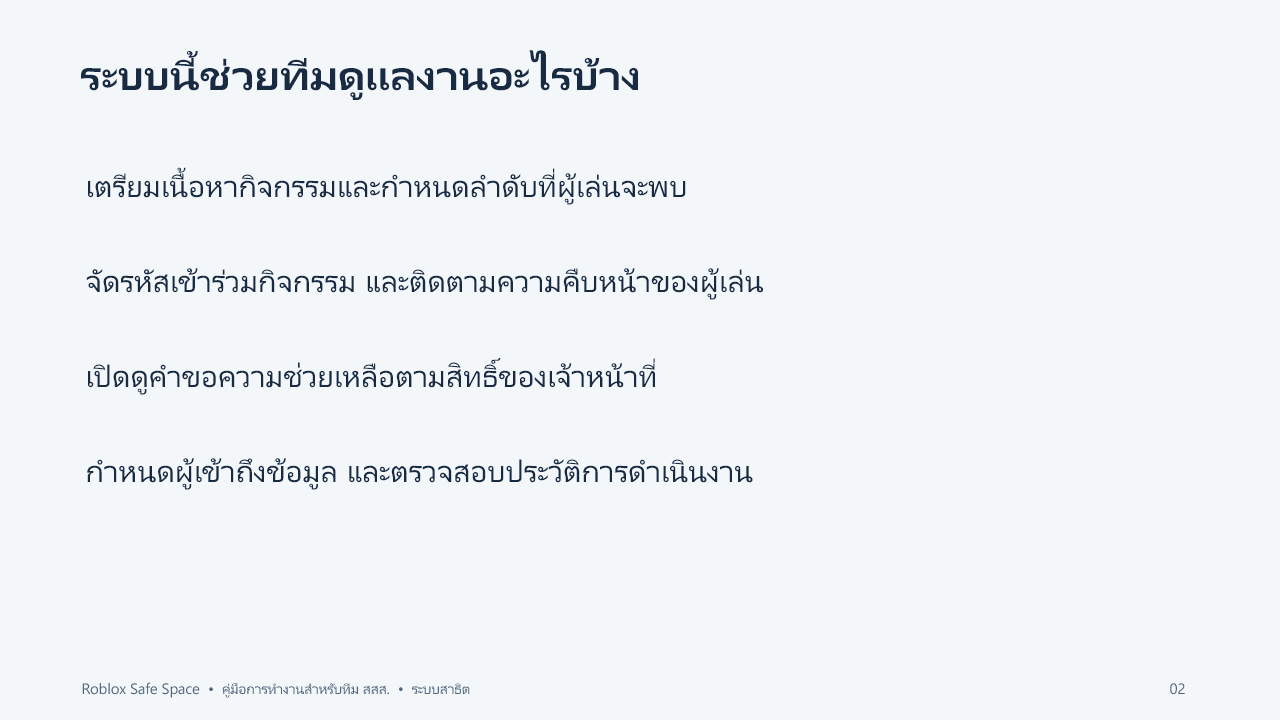 ระบบนี้ช่วยทีมดูแลงานอะไรบ้าง
เตรียมเนื้อหากิจกรรมและกำหนดลำดับที่ผู้เล่นจะพบ
จัดรหัสเข้าร่วมกิจกรรม และติดตามความคืบหน้าของผู้เล่น
เปิดดูคำขอความช่วยเหลือตามสิทธิ์ของเจ้าหน้าที่
กำหนดผู้เข้าถึงข้อมูล และตรวจสอบประวัติการดำเนินงาน
Roblox Safe Space • คู่มือการทำงานสำหรับทีม สสส. • ระบบสาธิต
02